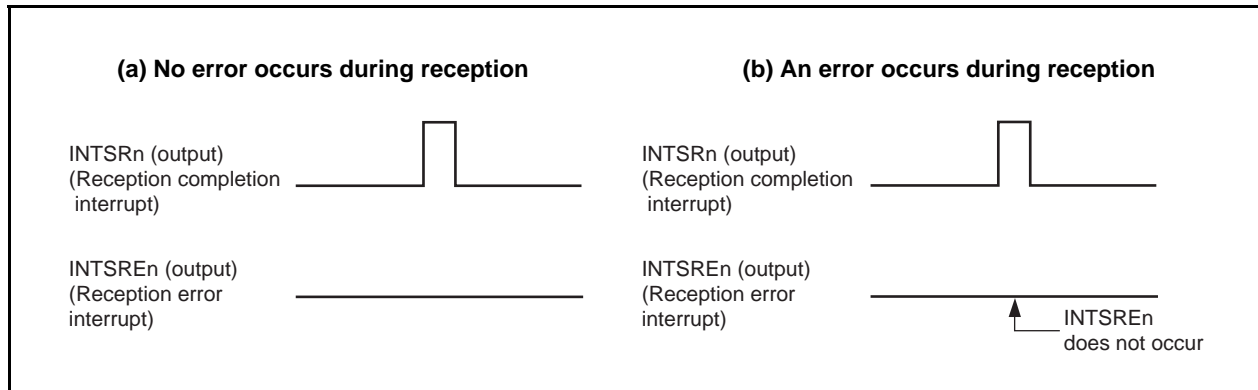 (a) No error occurs during reception
INTSRn (output)
(Reception completion
interrupt)
INTSREn (output)
(Reception error
interrupt)
(b) An error occurs during reception
INTSRn (output)
(Reception completion
interrupt)
INTSREn (output)
(Reception error
interrupt)
INTSREn
does not occur